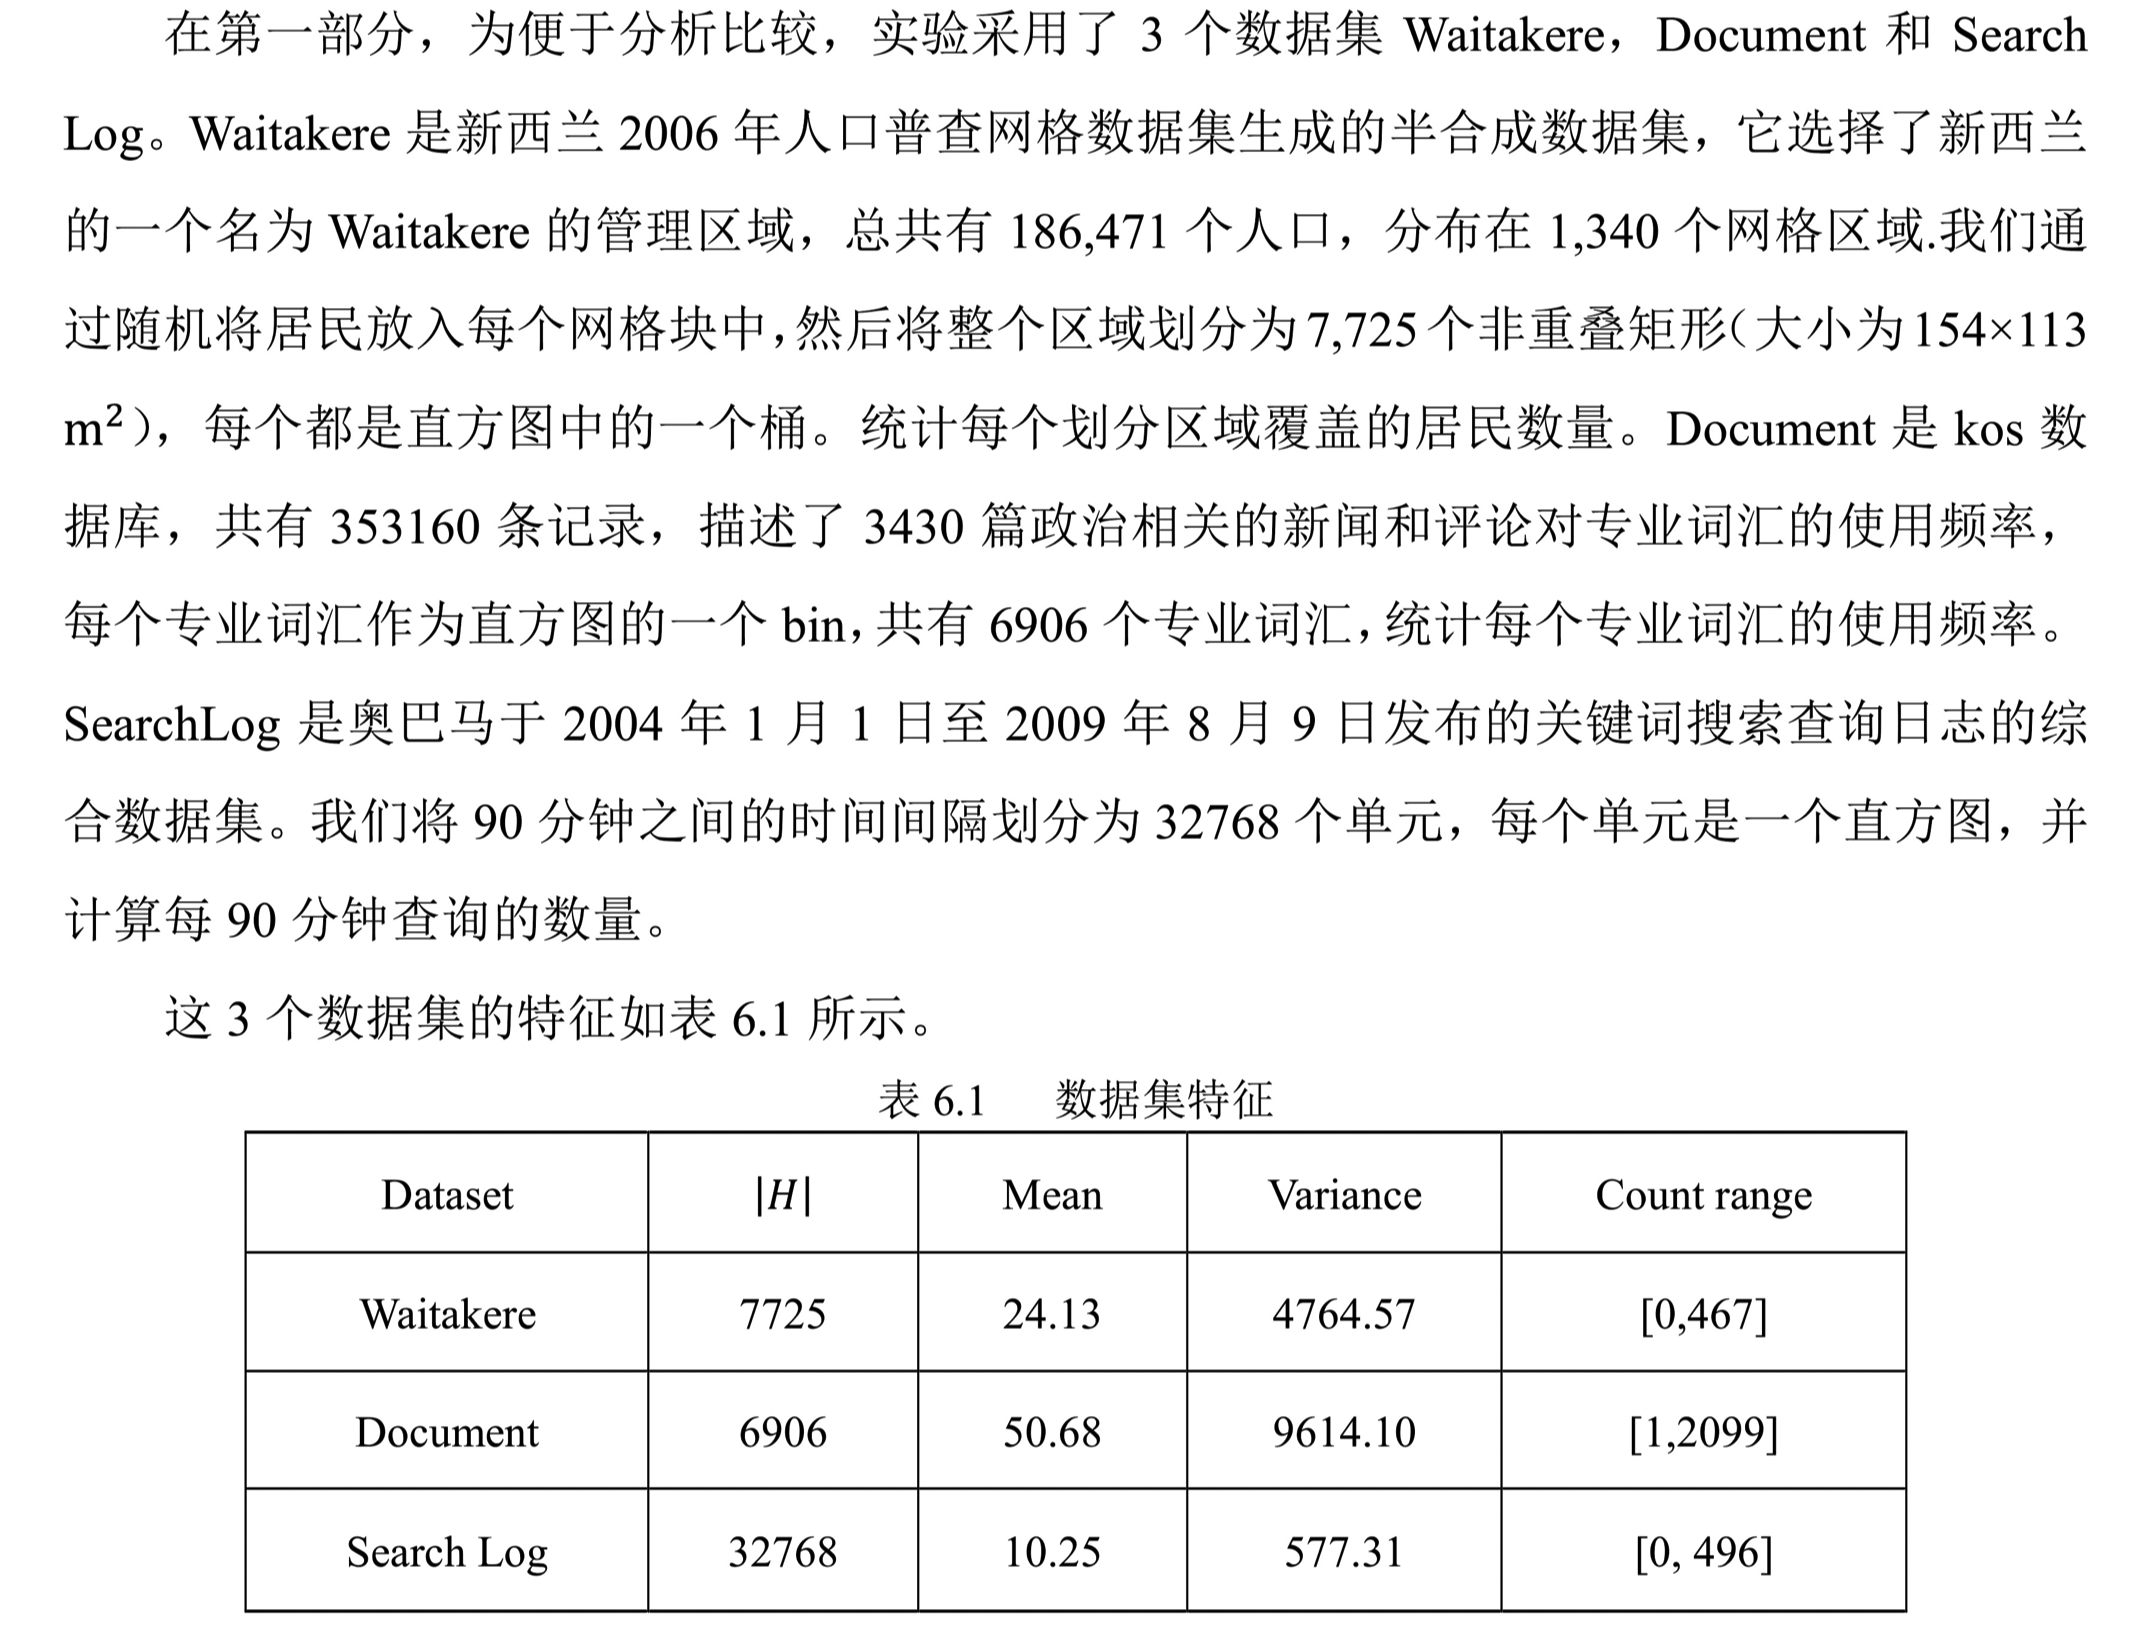 在第一部分，为便于分析比较，实验采用了 3 个数据集 Waitakere，Document 和 Search
Log。Waitakere 是新西兰 2006 年人口普查网格数据集生成的半合成数据集，它选择了新西兰
的一个名为 Waitakere 的管理区域，总共有 186,471 个人口，分布在 1,340 个网格区域.我们通
过随机将居民放入每个网格块中，然后将整个区域划分为 7,725 个非重叠矩形（大小为 154×113
m²），每个都是直方图中的一个桶。统计每个划分区域覆盖的居民数量。Document 是 kos 数
据库，共有 353160 条记录，描述了 3430 篇政治相关的新闻和评论对专业词汇的使用频率，
每个专业词汇作为直方图的一个 bin，共有 6906 个专业词汇，统计每个专业词汇的使用频率。
SearchLog 是奥巴马于 2004 年 1 月 1 日至 2009 年 8 月 9 日发布的关键词搜索查询日志的综
合数据集。我们将 90 分钟之间的时间间隔划分为 32768 个单元，每个单元是一个直方图，并
计算每 90 分钟查询的数量。
这 3 个数据集的特征如表 6.1 所示。
表 6.1 数据集特征
Dataset |H| Mean Variance Count range
Waitakere 7725 24.13 4764.57 [0,467]
Document 6906 50.68 9614.10 [1,2099]
Search Log 32768 10.25 577.31 [0, 496]